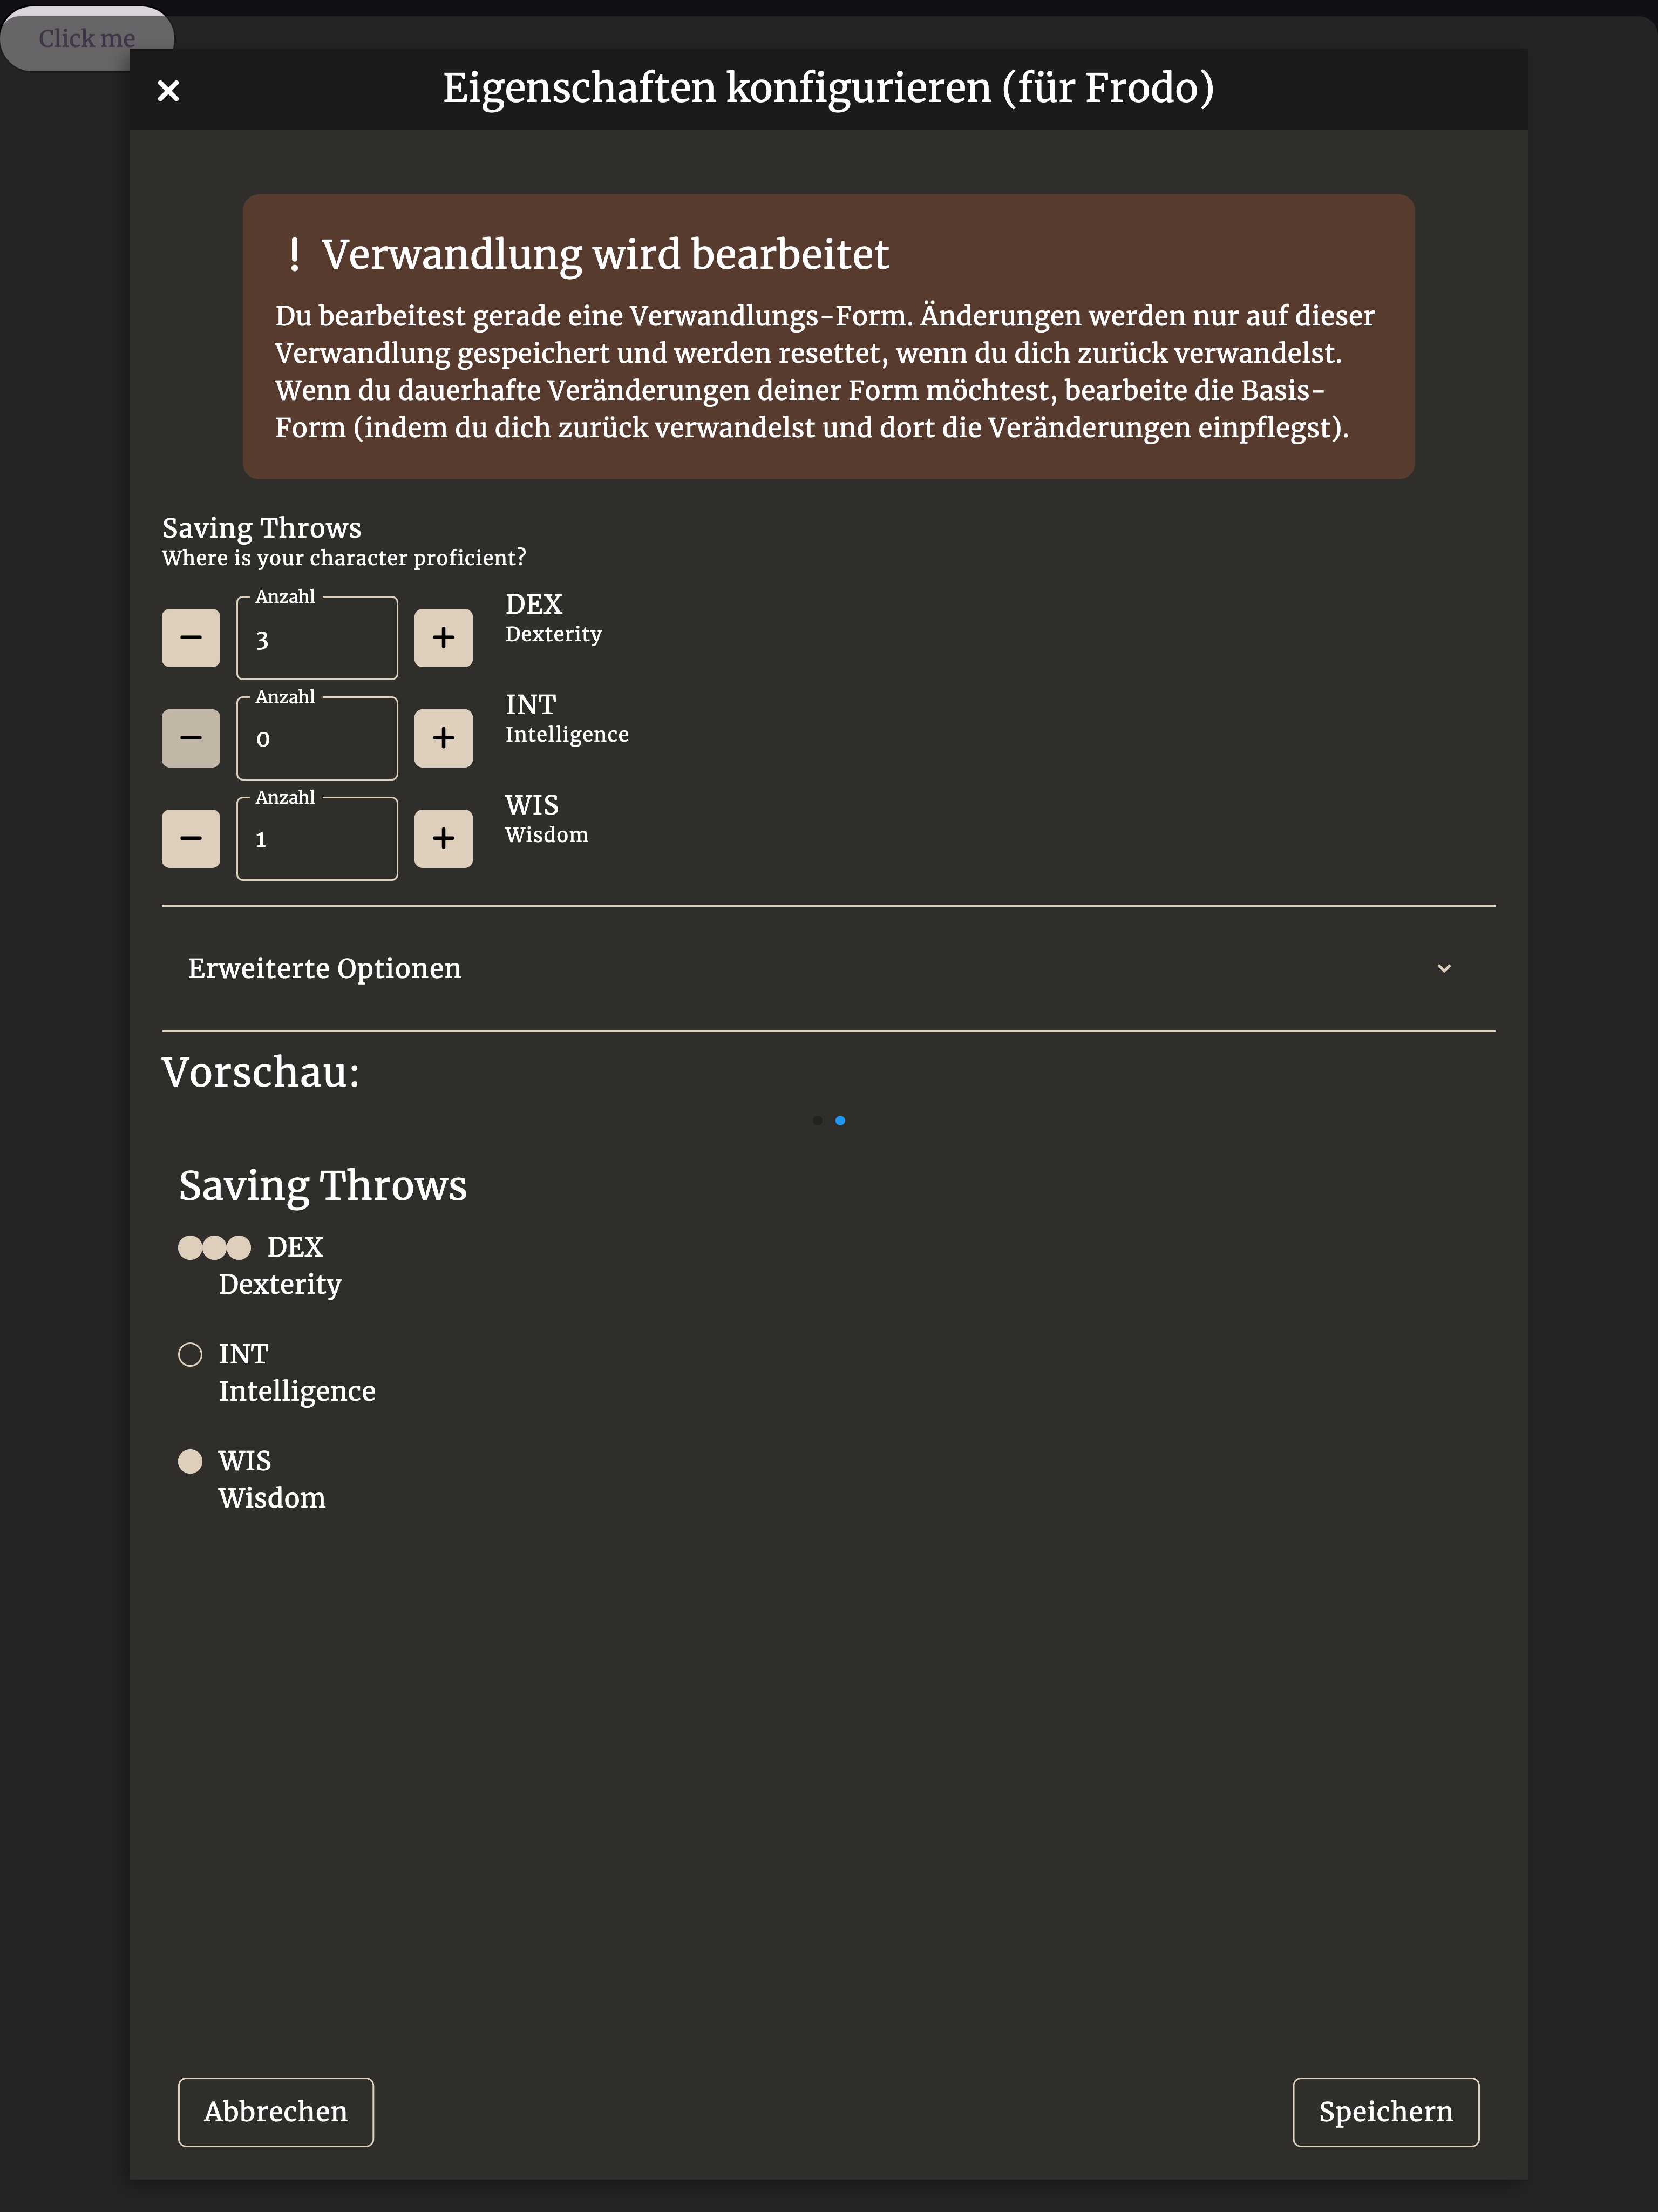 Click me
Eigenschaften konfigurieren (für Frodo)
! Verwandlung wird bearbeitet
Du bearbeitest gerade eine Verwandlungs-Form. Änderungen werden nur auf dieser
Verwandlung gespeichert und werden resettet, wenn du dich zurück verwandelst.
Wenn du dauerhafte Veränderungen deiner Form möchtest, bearbeite die Basis-
Form (indem du dich zurück verwandelst und dort die Veränderungen einpflegst).
Saving Throws
Where is your character proficient?
Anzahl
3
DEX
Dexterity
Anzahl
0
INT
Intelligence
Anzahl
1
WIS
Wisdom
Erweiterte Optionen
Vorschau:
Saving Throws
DEX
Dexterity
INT
Intelligence
WIS
Wisdom
Abbrechen
Speichern